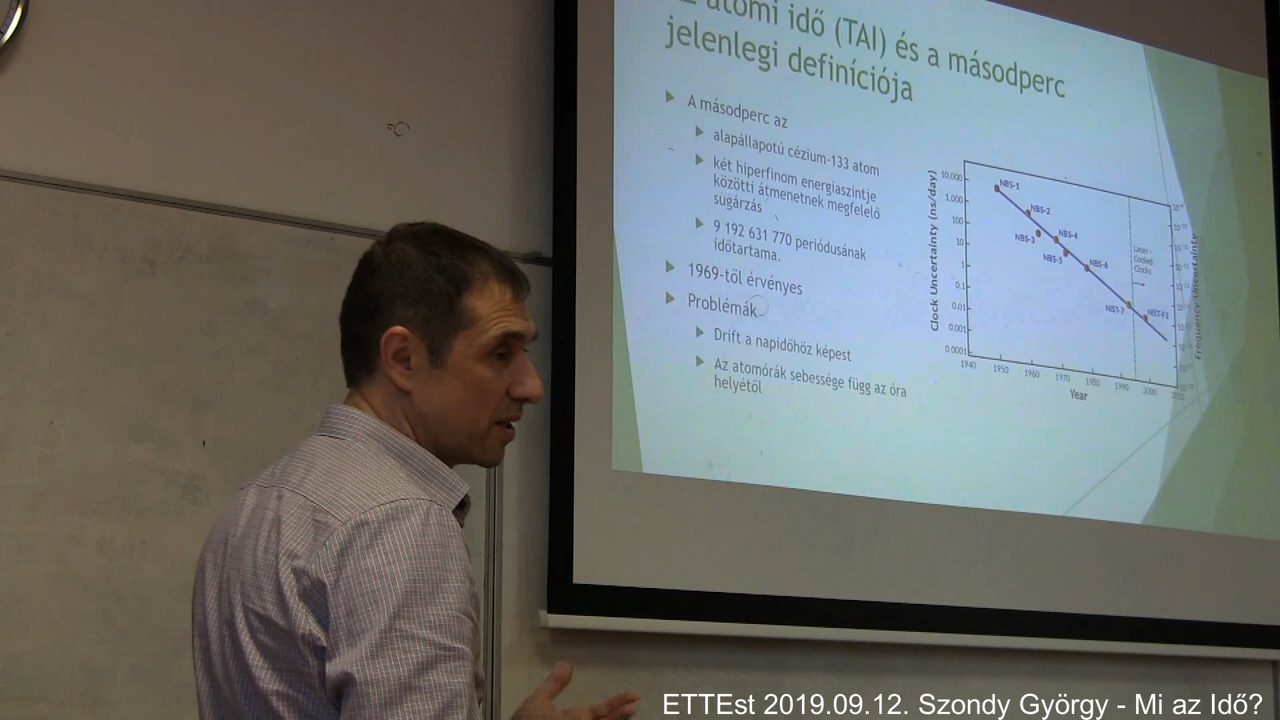 atomi idő (TAI) és a másodperc
jelenlegi definíciója
A másodperc az
alapállapotú cézium-133 atom
két hiperfinom energiaszintje
közötti átmenetnek megfelelő
sugárzás
9 192 631 770 periódusának
időtartama.
1969-től érvényes
Problémák
Drift a napidőhöz képest
Az atomórák sebessége függ az óra
helyétől
Clock Uncertainty (ns/day)
10,000
1,000
100
10
1
0.1
0.01
0.001
0.0001
NBS-1
NBS-2
NBS-3
NBS-4
NBS-5
NBS-6
NIST-7
NIST-F1
Laser-
Cooled
Clocks
Frequency Uncertainty
1940 1950 1960 1970 1980 1990 2000
Year
ETTEst 2019.09.12. Szondy György - Mi az Idő?